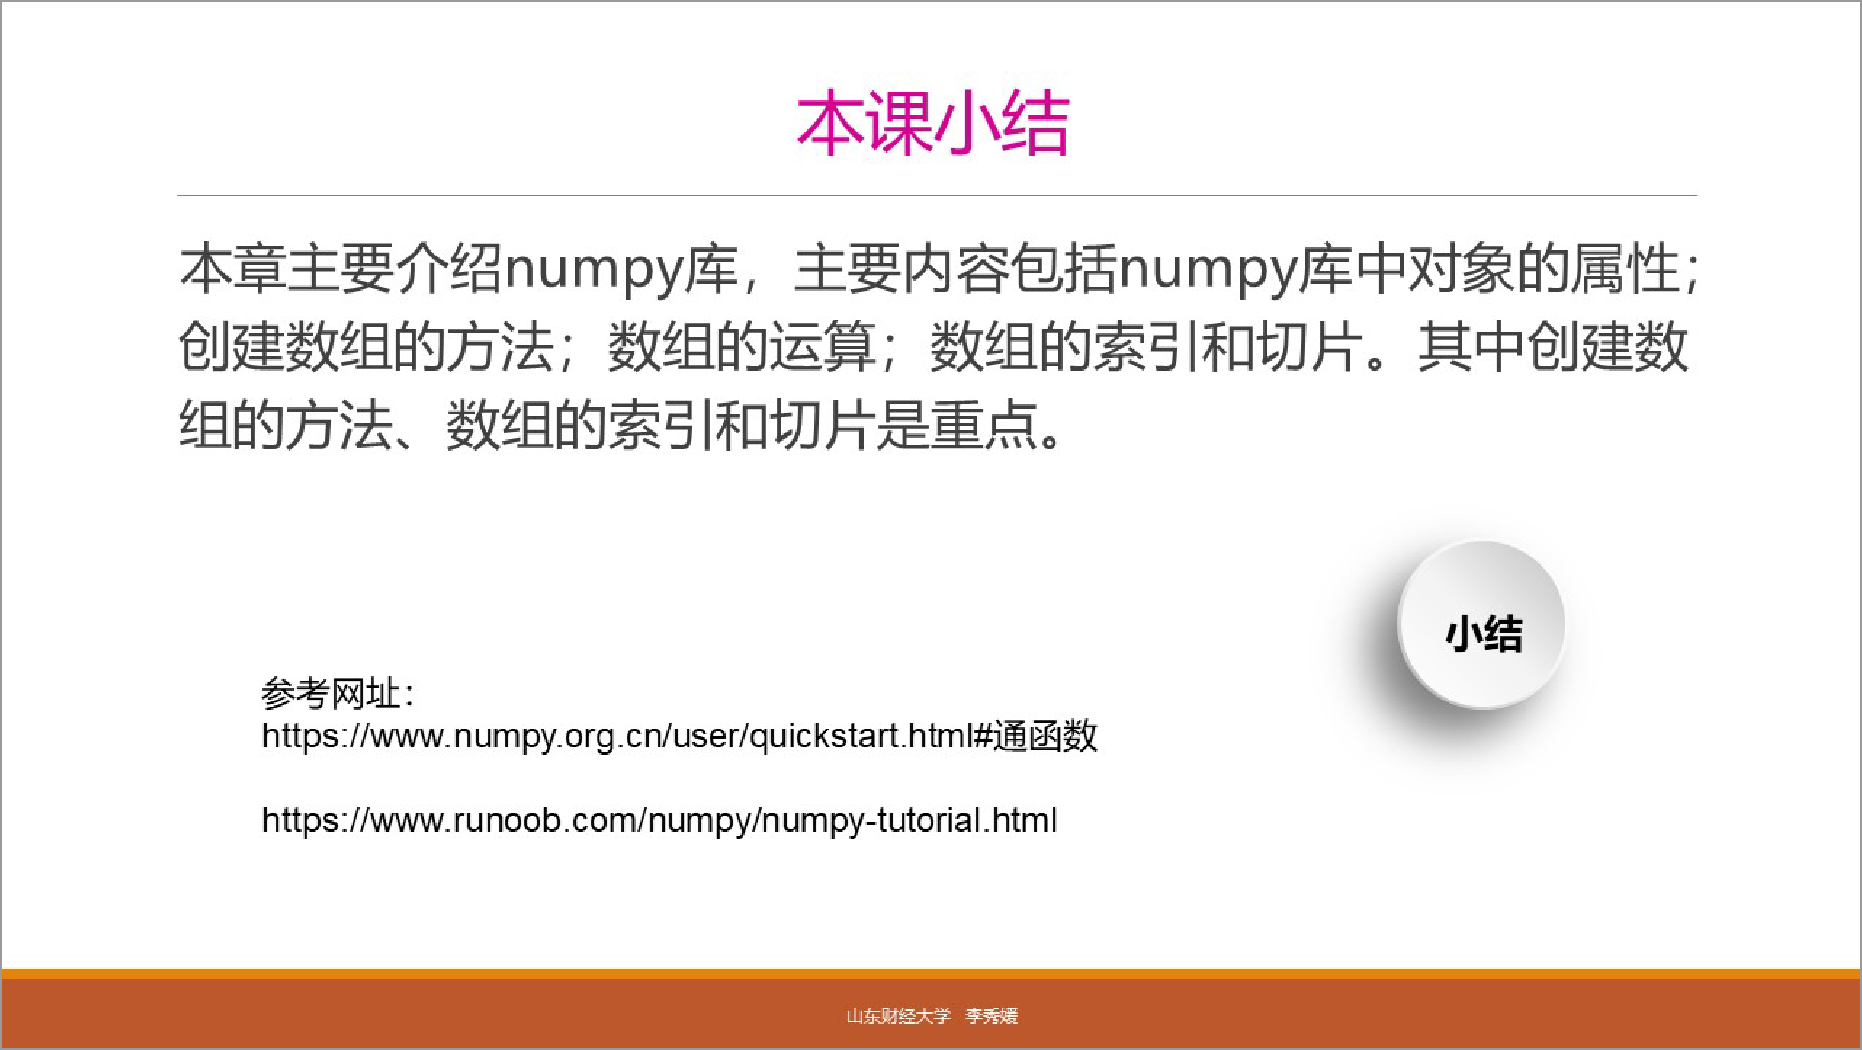 本课小结
本章主要介绍numpy库，主要内容包括numpy库中对象的属性；
创建数组的方法；数组的运算；数组的索引和切片。其中创建数
组的方法、数组的索引和切片是重点。
小结
参考网址：
https://www.numpy.org.cn/user/quickstart.html#通函数
https://www.runoob.com/numpy/numpy-tutorial.html
山东财经大学 李秀媛